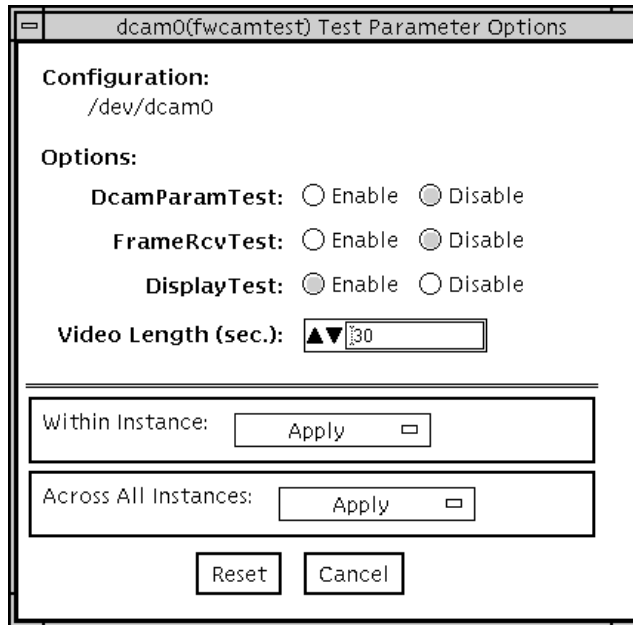 dcam0(fwcamtest) Test Parameter Options
Configuration:
/dev/dcam0
Options:
DcamParamTest: Enable Disable
FrameRcvTest: Enable Disable
DisplayTest: Enable Disable
Video Length (sec.): 30
Within Instance: Apply
Across All Instances: Apply
Reset Cancel